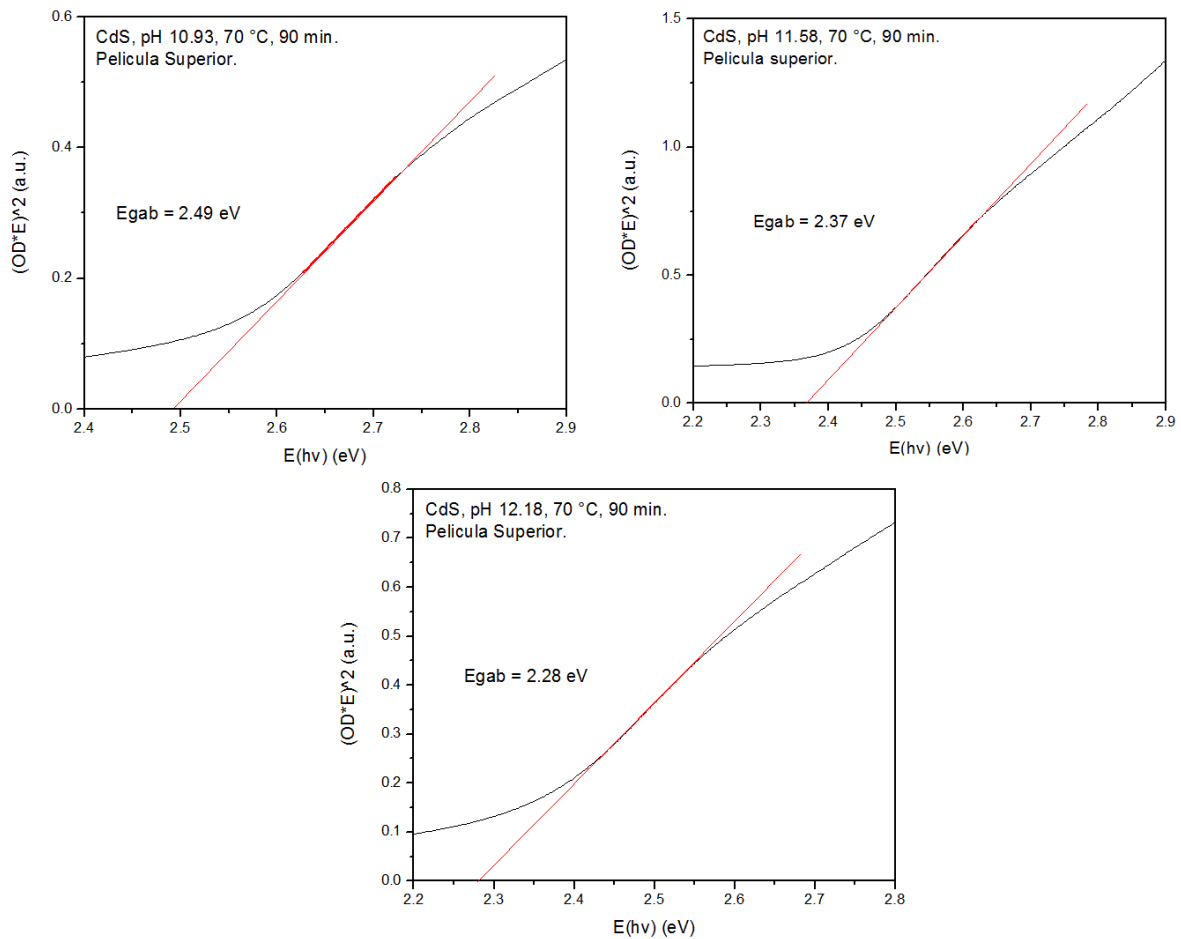 CdS, pH 10.93, 70 °C, 90 min.
Pelicula Superior.
Egab = 2.49 eV
(OD*E)^2 (a.u.)
0.6
0.4
0.2
0.0
2.4 2.5 2.6 2.7 2.8 2.9
E(hv) (eV)
CdS, pH 11.58, 70 °C, 90 min.
Pelicula superior.
Egab = 2.37 eV
(OD*E)^2 (a.u.)
1.5
1.0
0.5
0.0
2.2 2.3 2.4 2.5 2.6 2.7 2.8 2.9
E(hv) (eV)
CdS, pH 12.18, 70 °C, 90 min.
Pelicula Superior.
Egab = 2.28 eV
(OD*E)^2 (a.u.)
0.8
0.7
0.6
0.5
0.4
0.3
0.2
0.1
0.0
2.2 2.3 2.4 2.5 2.6 2.7 2.8
E(hv) (eV)